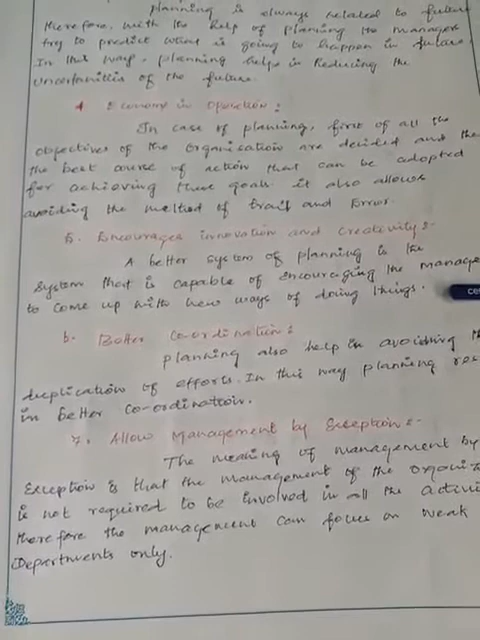 planning is always related to future
therefore, with the help of planning the manager
try to predict what is going to happen in future.
In this way, planning helps in reducing the
uncertainities of the future.
4. Economy in operation:
In case of planning, first of all the
objectives of the organisation are decided and the
the best course of action that can be adopted
for achieving these goals. it also allows
avoiding the method of trail and Error.
5. Encourages innovation and creativity:-
A better system of planning is the
system that is capable of encouraging the manage
to come up with new ways of doing things.
6. Better Co-ordination:
planning also help in avoiding th
duplication of efforts. In this way planning res
in better co-ordination.
7. Allow Management by Exception:-
The meaning of management by
Exception is that the management of the organiz
is not required to be involved in all the activi
therefore the management can focus on weak
Departments only.